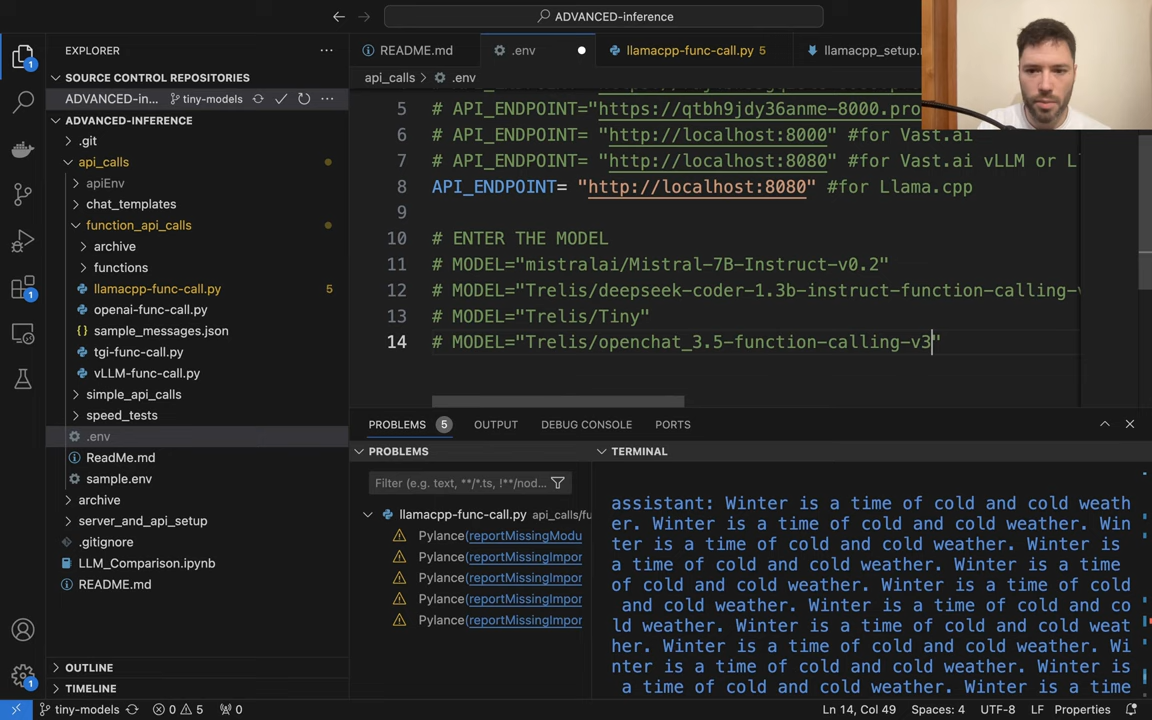 ADVANCED-inference
EXPLORER
README.md
.env
llamacpp-func-call.py 5
llamacpp_setup.
SOURCE CONTROL REPOSITORIES
ADVANCED-in... tiny-models
api_calls > .env
ADVANCED-INFERENCE
.git
api_calls
apiEnv
chat_templates
function_api_calls
archive
functions
llamacpp-func-call.py 5
openai-func-call.py
sample_messages.json
tgi-func-call.py
vLLM-func-call.py
simple_api_calls
speed_tests
.env
ReadMe.md
sample.env
archive
server_and_api_setup
.gitignore
LLM_Comparison.ipynb
README.md
OUTLINE
TIMELINE
5 # API_ENDPOINT="https://qtbh9jdy36anme-8000.pro
6 # API_ENDPOINT= "http://localhost:8000" #for Vast.ai
7 # API_ENDPOINT= "http://localhost:8080" #for Vast.ai vLLM or Ll
8 API_ENDPOINT= "http://localhost:8080" #for Llama.cpp
9
10 # ENTER THE MODEL
11 # MODEL="mistralai/Mistral-7B-Instruct-v0.2"
12 # MODEL="Trelis/deepseek-coder-1.3b-instruct-function-calling-v
13 # MODEL="Trelis/Tiny"
14 # MODEL="Trelis/openchat_3.5-function-calling-v3"
PROBLEMS 5 OUTPUT DEBUG CONSOLE PORTS
PROBLEMS
Filter (e.g. text, **/*.ts, !**/nod...
llamacpp-func-call.py api_calls/fu
Pylance(reportMissingModu
Pylance(reportMissingImpor
Pylance(reportMissingImpor
Pylance(reportMissingImpor
Pylance(reportMissingImpor
TERMINAL
assistant: Winter is a time of cold and cold weath
er. Winter is a time of cold and cold weather. Win
ter is a time of cold and cold weather. Winter is
a time of cold and cold weather. Winter is a time
of cold and cold weather. Winter is a time of cold
and cold weather. Winter is a time of cold and co
ld weather. Winter is a time of cold and cold weat
her. Winter is a time of cold and cold weather. Wi
nter is a time of cold and cold weather. Winter is
a time of cold and cold weather. Winter is a time
tiny-models 0 5 0
Ln 14, Col 49 Spaces: 4 UTF-8 LF Properties